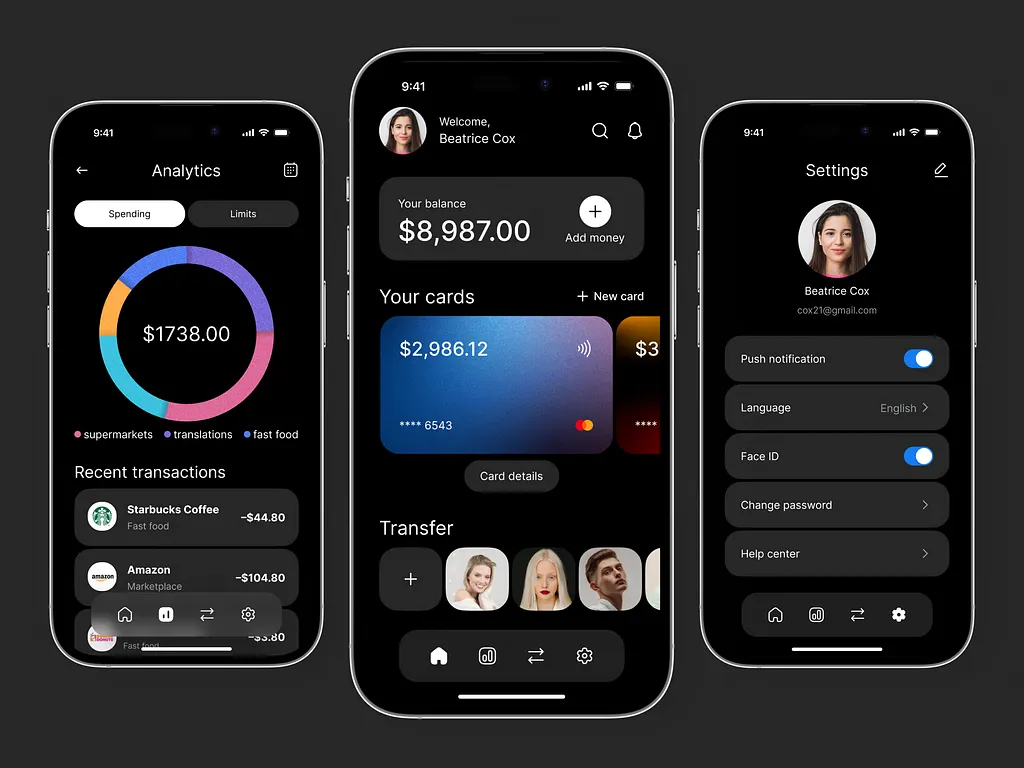 9:41
Analytics
Spending
Limits
$1738.00
supermarkets translations fast food
Recent transactions
Starbucks Coffee
Fast food
−$44.80
amazon
Amazon
Marketplace
−$104.80
Fast food
−$3.80
9:41
Welcome,
Beatrice Cox
Your balance
$8,987.00
Add money
Your cards
New card
$2,986.12
**** 6543
$3
****
Card details
Transfer
9:41
Settings
Beatrice Cox
cox21@gmail.com
Push notification
Language
English
Face ID
Change password
Help center